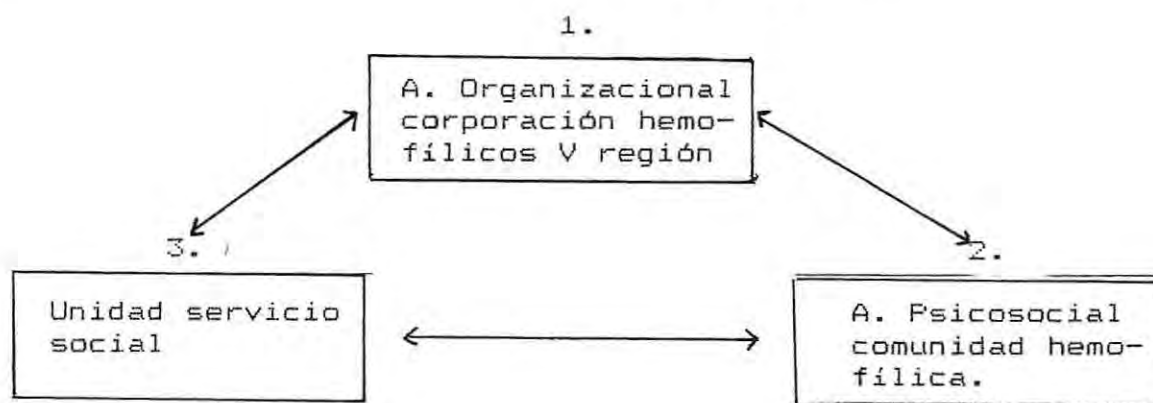 1.
A. Organizacional
corporación hemo-
fílicos V región
3.
2.
Unidad servicio
social
A. Psicosocial
comunidad hemo-
fílica.